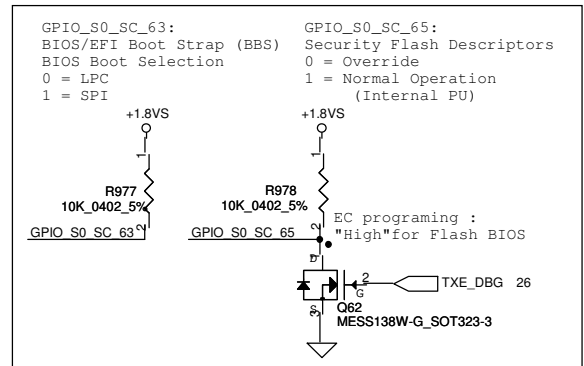 GPIO_S0_SC_63:
BIOS/EFI Boot Strap (BBS)
BIOS Boot Selection
0 = LPC
1 = SPI
GPIO_S0_SC_65:
Security Flash Descriptors
0 = Override
1 = Normal Operation
(Internal PU)
+1.8VS
1
R977
10K_0402_5%
2
GPIO_S0_SC_63
+1.8VS
1
R978
10K_0402_5%
2
GPIO_S0_SC_65
EC programing :
"High"for Flash BIOS
1
D
2
G
TXE_DBG 26
S
3
Q62
MESS138W-G_SOT323-3